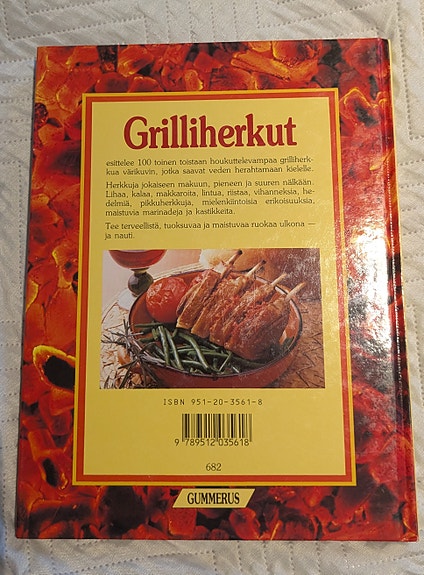 Grilliherkut
esittelee 100 toinen toistaan houkuttelevampaa grilliherk-
kua värikuvin, jotka saavat veden herahtamaan kielelle.
Herkkuja jokaiseen makuun, pieneen ja suuren nälkään.
Lihaa, kalaa, makkaroita, lintua, riistaa, vihanneksia, he-
delmiä, pikkuherkkuja, mielenkiintoisia erikoisuuksia,
maistuvia marinadeja ja kastikkeita.
Tee terveellistä, tuoksuvaa ja maistuvaa ruokaa ulkona —
ja nauti.
ISBN 951-20-3561-8
9 789512 035618
682
GUMMERUS